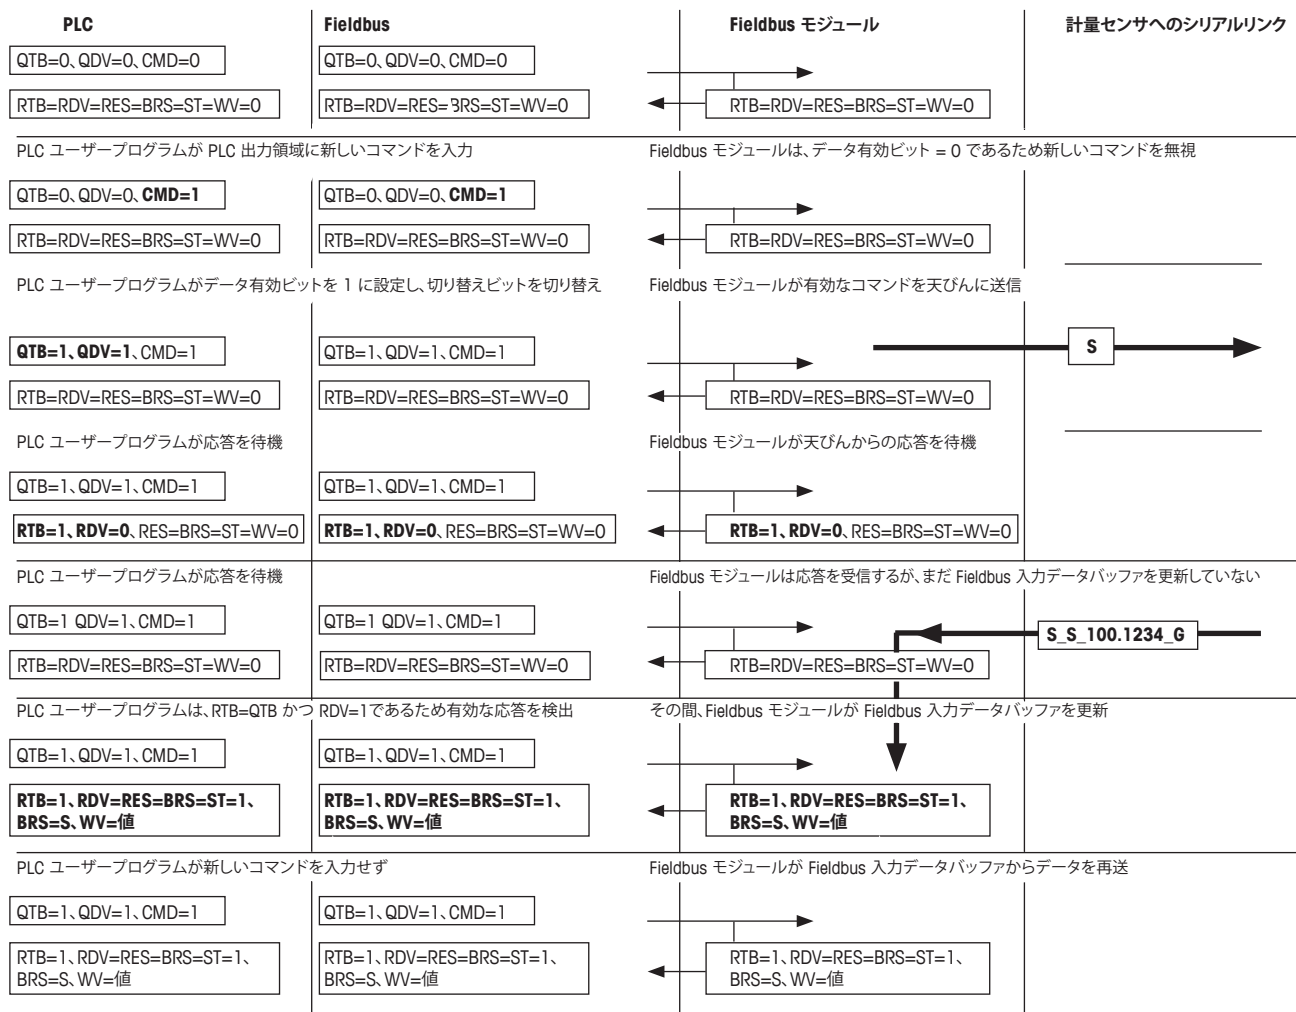 PLC
Fieldbus
Fieldbus モジュール
計量センサへのシリアルリンク
QTB=0、QDV=0、CMD=0
QTB=0、QDV=0、CMD=0
RTB=RDV=RES=BRS=ST=WV=0
RTB=RDV=RES=BRS=ST=WV=0
RTB=RDV=RES=BRS=ST=WV=0
PLC ユーザープログラムが PLC 出力領域に新しいコマンドを入力
Fieldbus モジュールは、データ有効ビット = 0 であるため新しいコマンドを無視
QTB=0、QDV=0、CMD=1
QTB=0、QDV=0、CMD=1
RTB=RDV=RES=BRS=ST=WV=0
RTB=RDV=RES=BRS=ST=WV=0
RTB=RDV=RES=BRS=ST=WV=0
PLC ユーザープログラムがデータ有効ビットを 1 に設定し、切り替えビットを切り替え
Fieldbus モジュールが有効なコマンドを天びんに送信
QTB=1、QDV=1、CMD=1
QTB=1、QDV=1、CMD=1
S
RTB=RDV=RES=BRS=ST=WV=0
RTB=RDV=RES=BRS=ST=WV=0
RTB=RDV=RES=BRS=ST=WV=0
PLC ユーザープログラムが応答を待機
Fieldbus モジュールが天びんからの応答を待機
QTB=1、QDV=1、CMD=1
QTB=1、QDV=1、CMD=1
RTB=1、RDV=0、RES=BRS=ST=WV=0
RTB=1、RDV=0、RES=BRS=ST=WV=0
RTB=1、RDV=0、RES=BRS=ST=WV=0
PLC ユーザープログラムが応答を待機
Fieldbus モジュールは応答を受信するが、まだ Fieldbus 入力データバッファを更新していない
QTB=1 QDV=1、CMD=1
QTB=1 QDV=1、CMD=1
S_S_100.1234_G
RTB=RDV=RES=BRS=ST=WV=0
RTB=RDV=RES=BRS=ST=WV=0
RTB=RDV=RES=BRS=ST=WV=0
PLC ユーザープログラムは、RTB=QTB かつ RDV=1であるため有効な応答を検出
その間、Fieldbus モジュールが Fieldbus 入力データバッファを更新
QTB=1、QDV=1、CMD=1
QTB=1、QDV=1、CMD=1
RTB=1、RDV=RES=BRS=ST=1、
BRS=S、WV=値
RTB=1、RDV=RES=BRS=ST=1、
BRS=S、WV=値
RTB=1、RDV=RES=BRS=ST=1、
BRS=S、WV=値
PLC ユーザープログラムが新しいコマンドを入力せず
Fieldbus モジュールが Fieldbus 入力データバッファからデータを再送
QTB=1、QDV=1、CMD=1
QTB=1、QDV=1、CMD=1
RTB=1、RDV=RES=BRS=ST=1、
BRS=S、WV=値
RTB=1、RDV=RES=BRS=ST=1、
BRS=S、WV=値
RTB=1、RDV=RES=BRS=ST=1、
BRS=S、WV=値